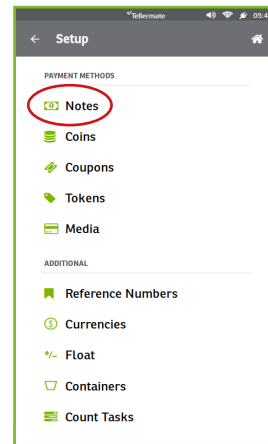 Tellermate 05:4
Setup
PAYMENT METHODS
Notes
Coins
Coupons
Tokens
Media
ADDITIONAL
Reference Numbers
Currencies
+/- Float
Containers
Count Tasks